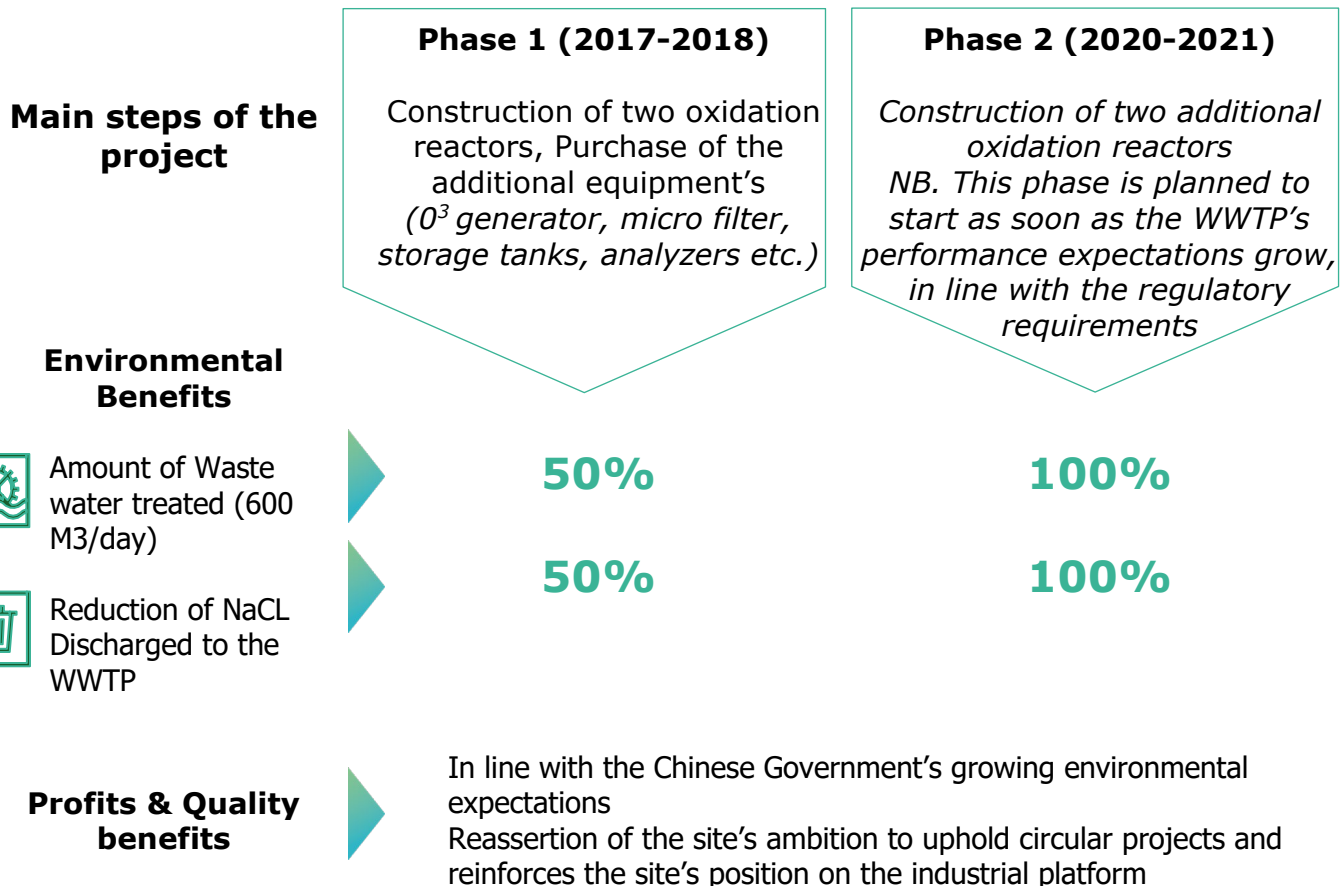 Phase 1 (2017-2018)
Phase 2 (2020-2021)
Main steps of the
project
Construction of two oxidation
reactors, Purchase of the
additional equipment’s
(0³ generator, micro filter,
storage tanks, analyzers etc.)
Construction of two additional
oxidation reactors
NB. This phase is planned to
start as soon as the WWTP’s
performance expectations grow,
in line with the regulatory
requirements
Environmental
Benefits
Amount of Waste
water treated (600
M3/day)
50%
100%
Reduction of NaCL
Discharged to the
WWTP
50%
100%
Profits & Quality
benefits
In line with the Chinese Government’s growing environmental
expectations
Reassertion of the site’s ambition to uphold circular projects and
reinforces the site’s position on the industrial platform